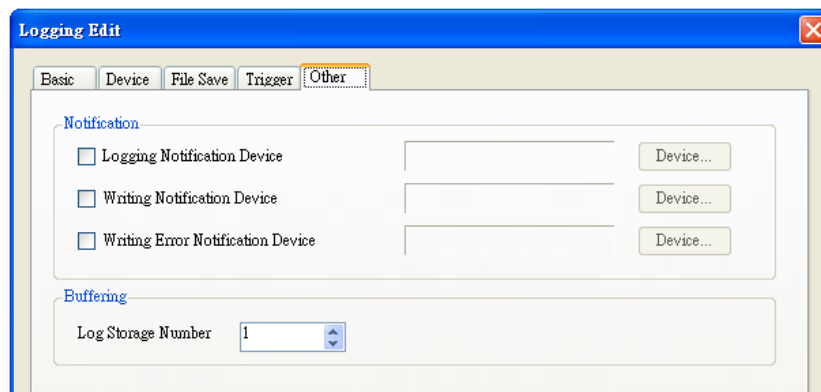 Logging Edit
Basic Device File Save Trigger Other
Notification
Logging Notification Device Device...
Writing Notification Device Device...
Writing Error Notification Device Device...
Buffering
Log Storage Number 1